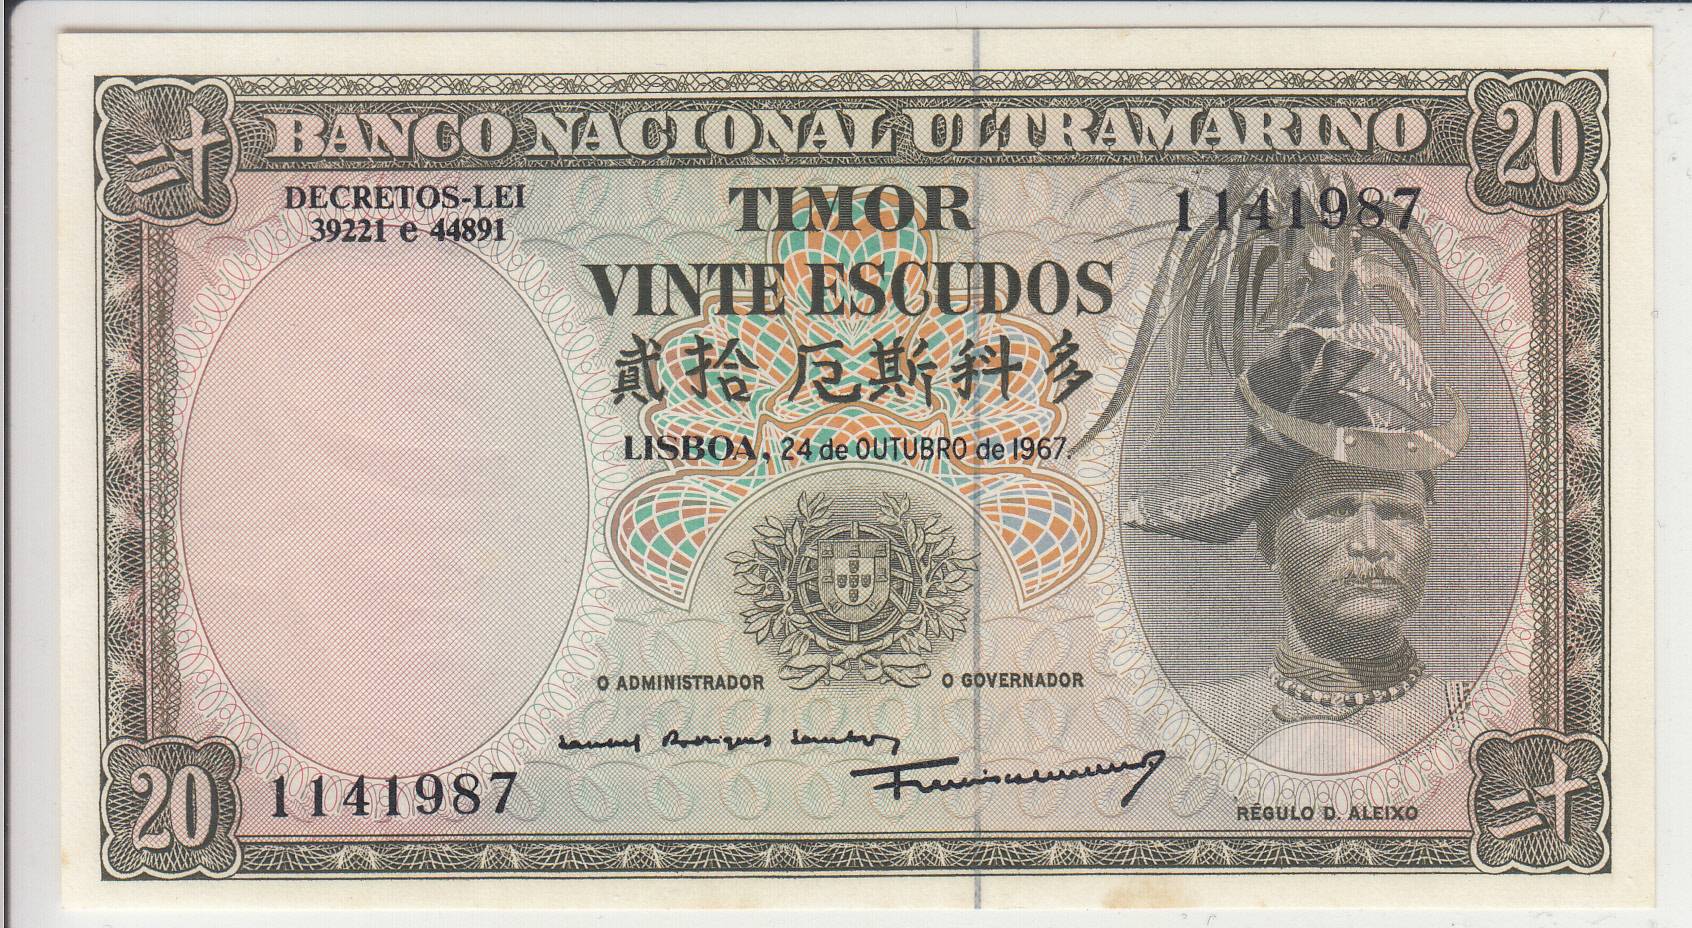 二十
BANCO NACIONAL ULTRAMARINO
20
DECRETOS-LEI
39221 e 44891
TIMOR
1141987
VINTE ESCUDOS
貳拾厄斯科多
LISBOA, 24 de OUTUBRO de 1967.
O ADMINISTRADOR
O GOVERNADOR
20
1141987
RÉGULO D. ALEIXO
二十